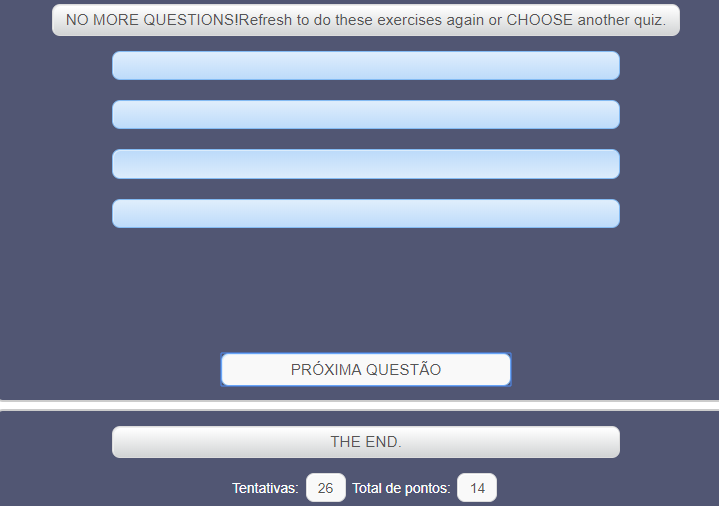 NO MORE QUESTIONS!Refresh to do these exercises again or CHOOSE another quiz.
PRÓXIMA QUESTÃO
THE END.
Tentativas: 26 Total de pontos: 14